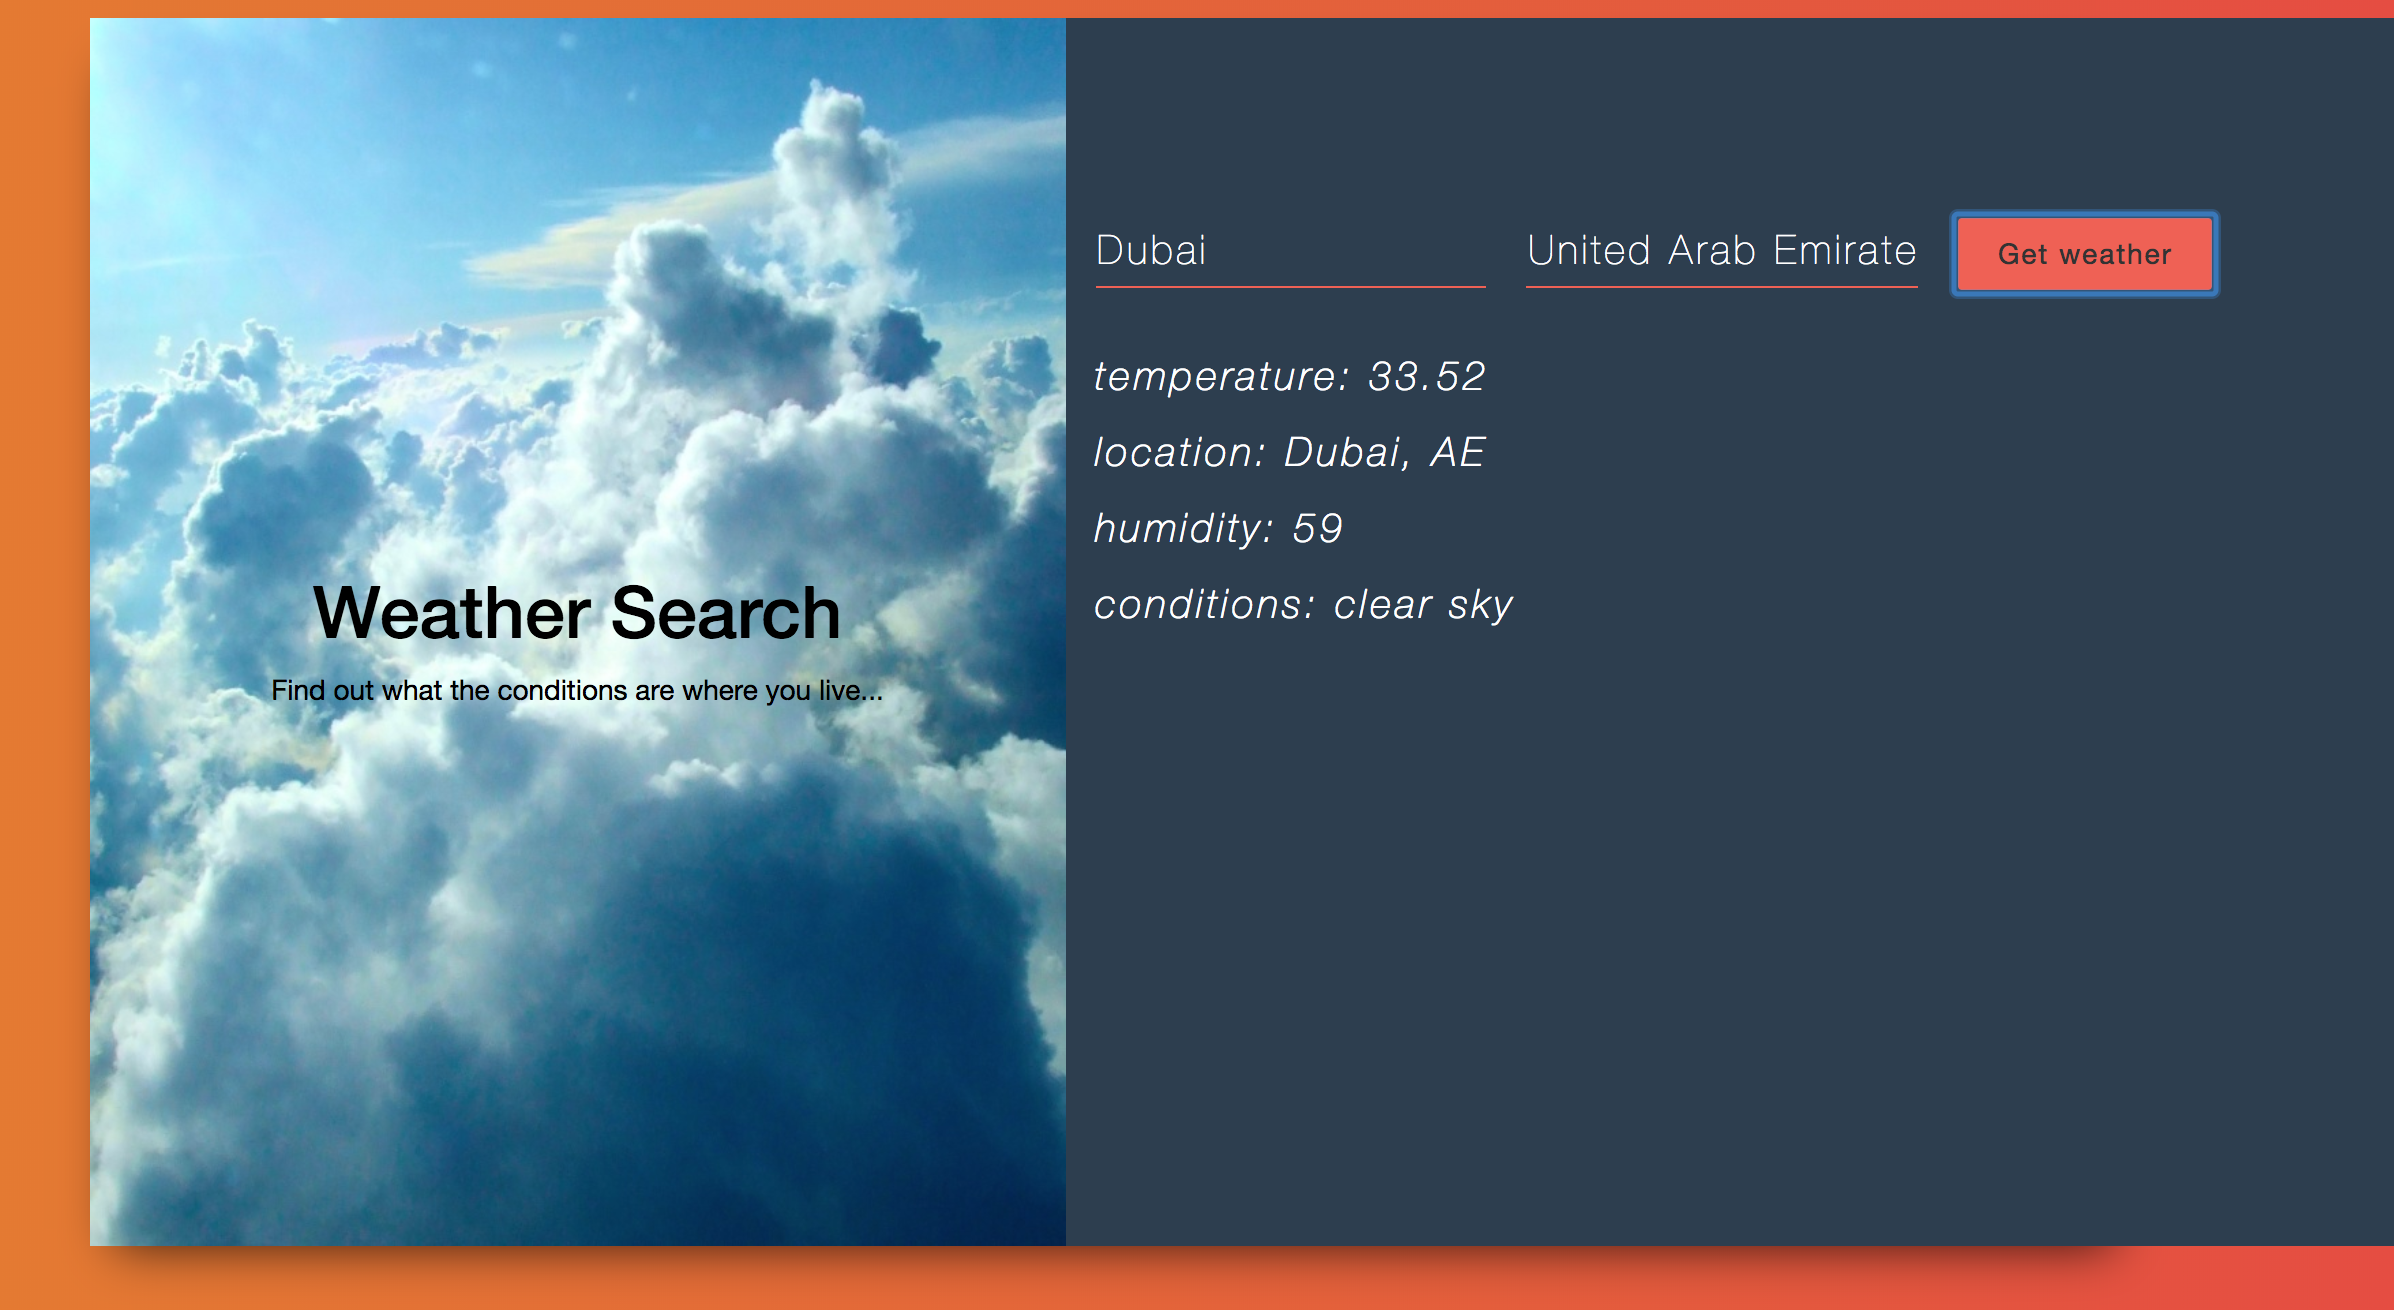 Weather Search
Find out what the conditions are where you live...
Dubai
United Arab Emirate
Get weather
temperature: 33.52
location: Dubai, AE
humidity: 59
conditions: clear sky